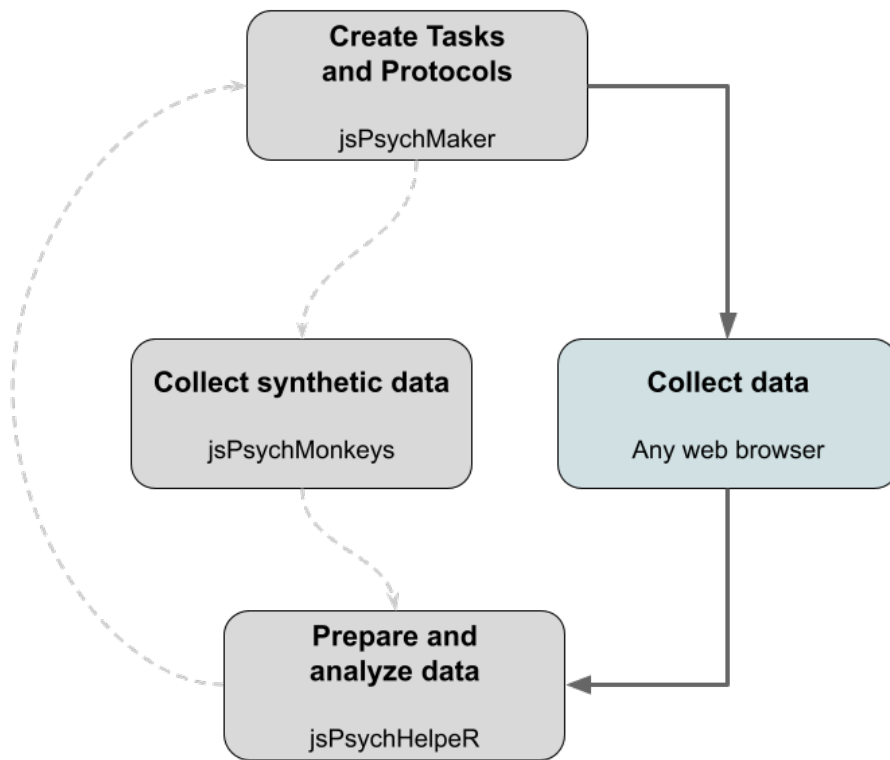 Create Tasks
and Protocols
jsPsychMaker
Collect synthetic data
jsPsychMonkeys
Collect data
Any web browser
Prepare and
analyze data
jsPsychHelpeR